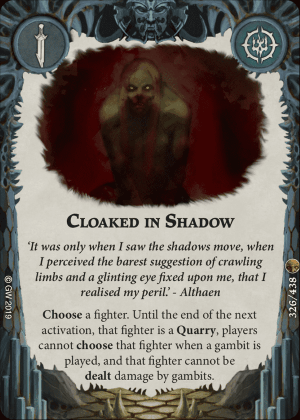 CLOAKED IN SHADOW
'It was only when I saw the shadows move, when
I perceived the barest suggestion of crawling
limbs and a glinting eye fixed upon me, that I
realised my peril.' - Althaen
Choose a fighter. Until the end of the next
activation, that fighter is a Quarry, players
cannot choose that fighter when a gambit is
played, and that fighter cannot be
dealt damage by gambits.
© GW 2019
326/438